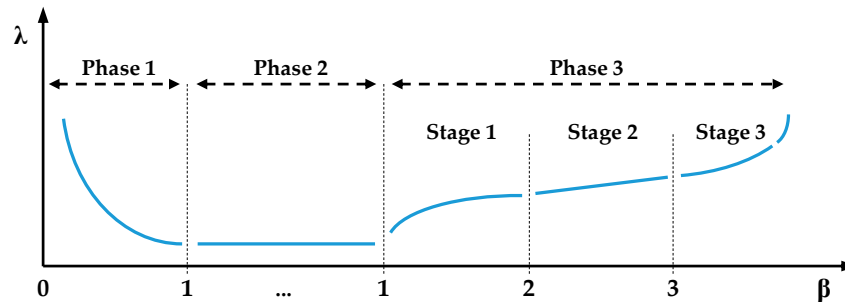 λ
Phase 1
Phase 2
Phase 3
Stage 1
Stage 2
Stage 3
0
1
...
1
2
3
β